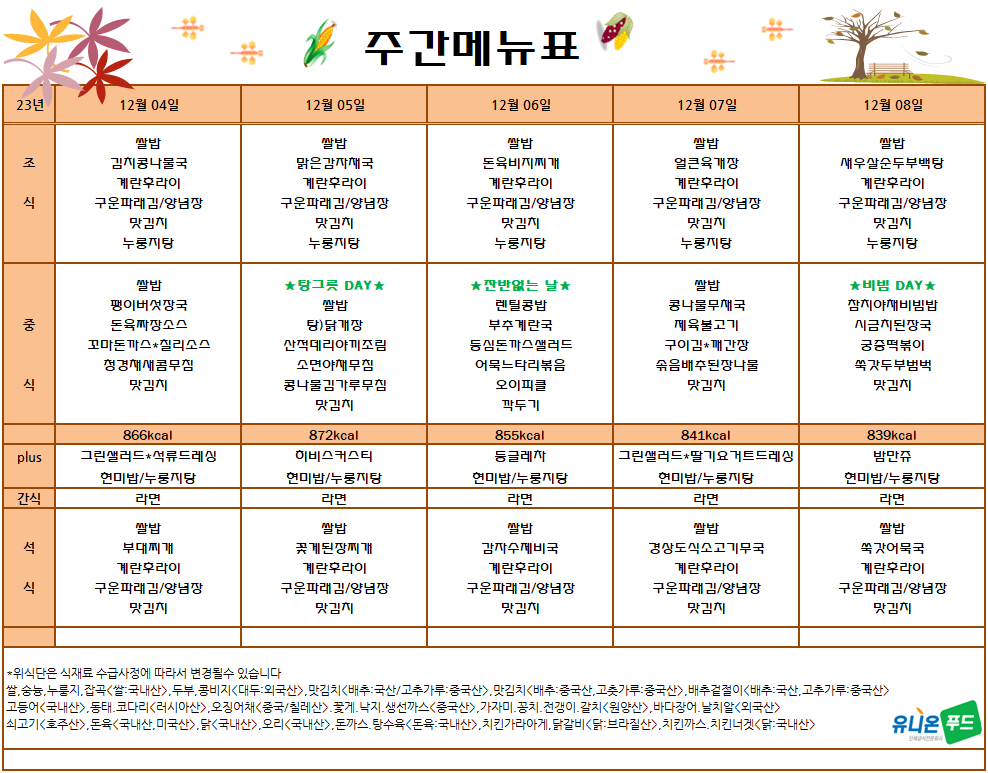 주간메뉴표
23년 12월 04일 12월 05일 12월 06일 12월 07일 12월 08일
조식
쌀밥 쌀밥 쌀밥 쌀밥 쌀밥
김치콩나물국 맑은감자채국 돈육비지찌개 얼큰육개장 새우살순두부백탕
계란후라이 계란후라이 계란후라이 계란후라이 계란후라이
구운파래김/양념장 구운파래김/양념장 구운파래김/양념장 구운파래김/양념장 구운파래김/양념장
맛김치 맛김치 맛김치 맛김치 맛김치
누룽지탕 누룽지탕 누룽지탕 누룽지탕 누룽지탕
중식
쌀밥 ★탕그릇 DAY★ ★잔반없는 날★ 쌀밥 ★비빔 DAY★
팽이버섯장국 쌀밥 렌틸콩밥 콩나물무채국 참치야채비빔밥
돈육짜장소스 탕)닭개장 부추계란국 제육불고기 시금치된장국
꼬마돈까스*칠리소스 산적데리야끼조림 등심돈까스샐러드 구이김*깨간장 궁중떡볶이
청경채새콤무침 소면야채무침 어묵느타리볶음 솎음배추된장나물 쑥갓두부범벅
맛김치 콩나물김가루무침 오이피클 맛김치 맛김치
맛김치 깍두기
866kcal 872kcal 855kcal 841kcal 839kcal
plus 그린샐러드*석류드레싱 히비스커스티 둥글레차 그린샐러드*딸기요거트드레싱 밤만쥬
현미밥/누룽지탕 현미밥/누룽지탕 현미밥/누룽지탕 현미밥/누룽지탕 현미밥/누룽지탕
간식 라면 라면 라면 라면 라면
석식
쌀밥 쌀밥 쌀밥 쌀밥 쌀밥
부대찌개 꽃게된장찌개 감자수제비국 경상도식소고기무국 쑥갓어묵국
계란후라이 계란후라이 계란후라이 계란후라이 계란후라이
구운파래김/양념장 구운파래김/양념장 구운파래김/양념장 구운파래김/양념장 구운파래김/양념장
맛김치 맛김치 맛김치 맛김치 맛김치
*위식단은 식재료 수급사정에 따라서 변경될수 있습니다
쌀,숭늉,누룽지,잡곡<쌀:국내산>,두부,콩비지<대두:외국산>,맛김치<배추:국산/고추가루:중국산>,맛김치<배추:중국산,고춧가루:중국산>,배추겉절이<배추:국산,고추가루:중국산>
고등어<국내산>,동태.코다리<러시아산>,오징어채<중국/칠레산>.꽃게.낙지.생선까스<중국산>,가자미.꽁치.전갱이.갈치<원양산>,바다장어.날치알<외국산>
쇠고기<호주산>,돈육<국내산,미국산>,닭<국내산>,오리<국내산>,돈까스.탕수육<돈육:국내산>,치킨가라아게,닭갈비<닭:브라질산>,치킨까스.치킨너겟<닭:국내산>
유니온푸드
단체급식전문회사